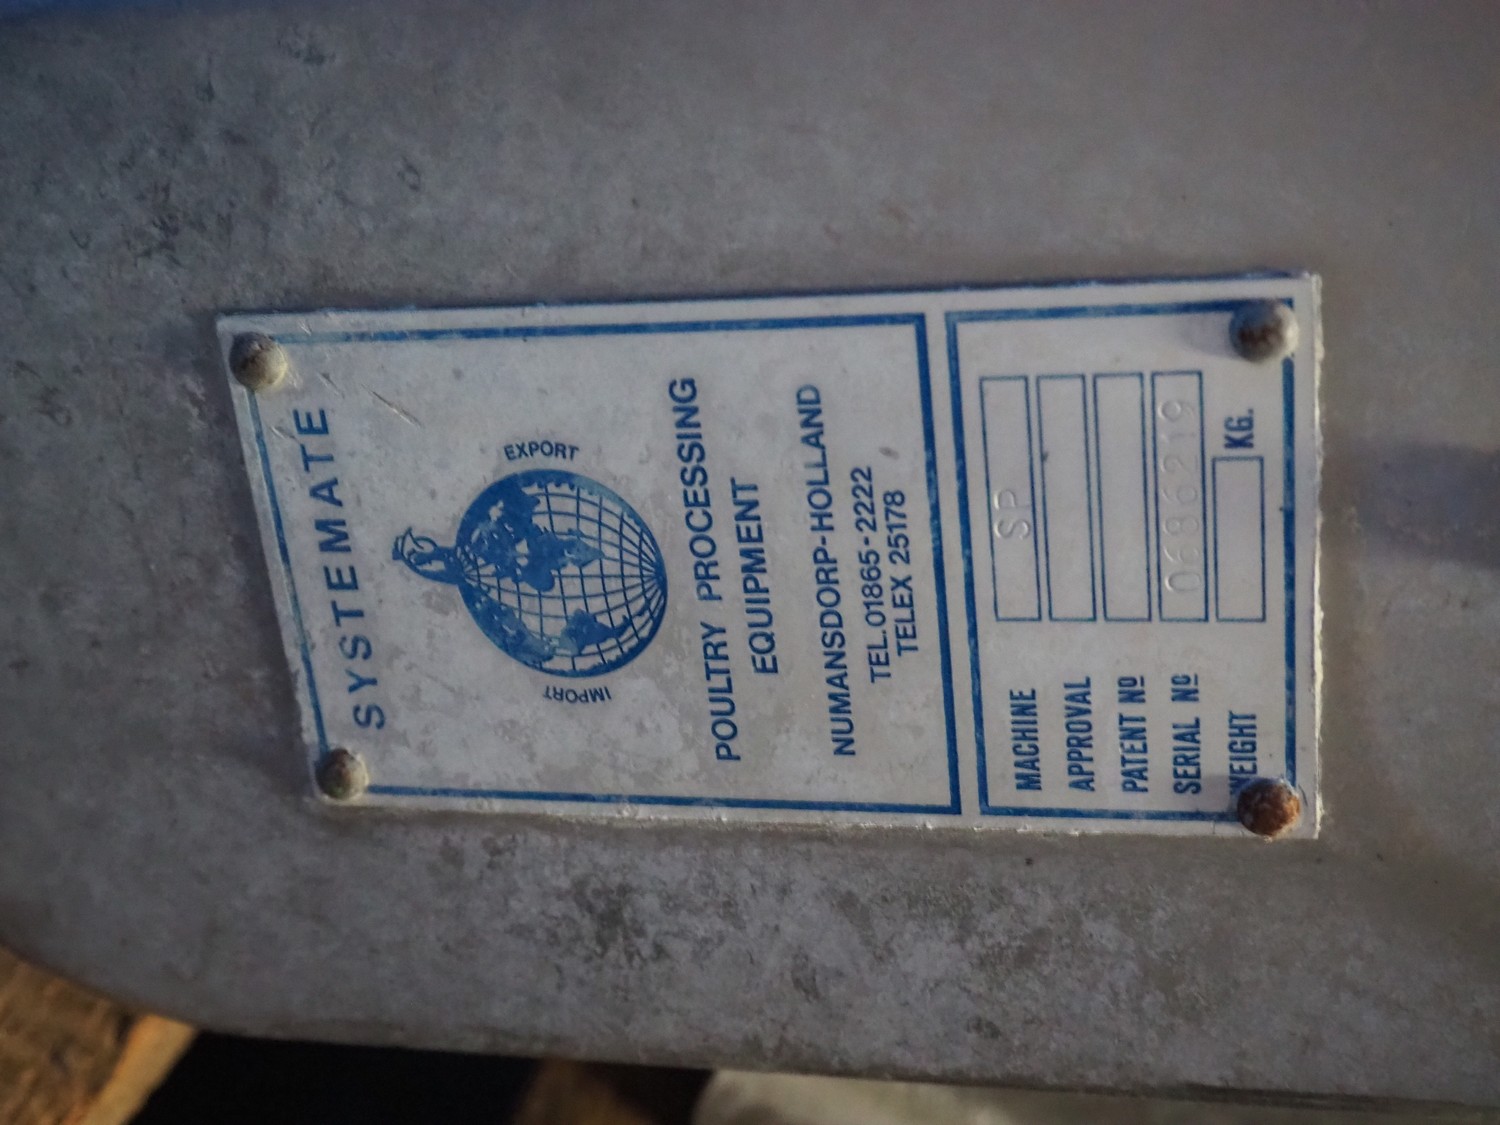 SYSTEMATE
IMPORT
EXPORT
POULTRY PROCESSING
EQUIPMENT
NUMANSDORP-HOLLAND
TEL.01865-2222
TELEX 25178
MACHINE SP
APPROVAL
PATENT Nº
SERIAL Nº 0686219
WEIGHT KG.